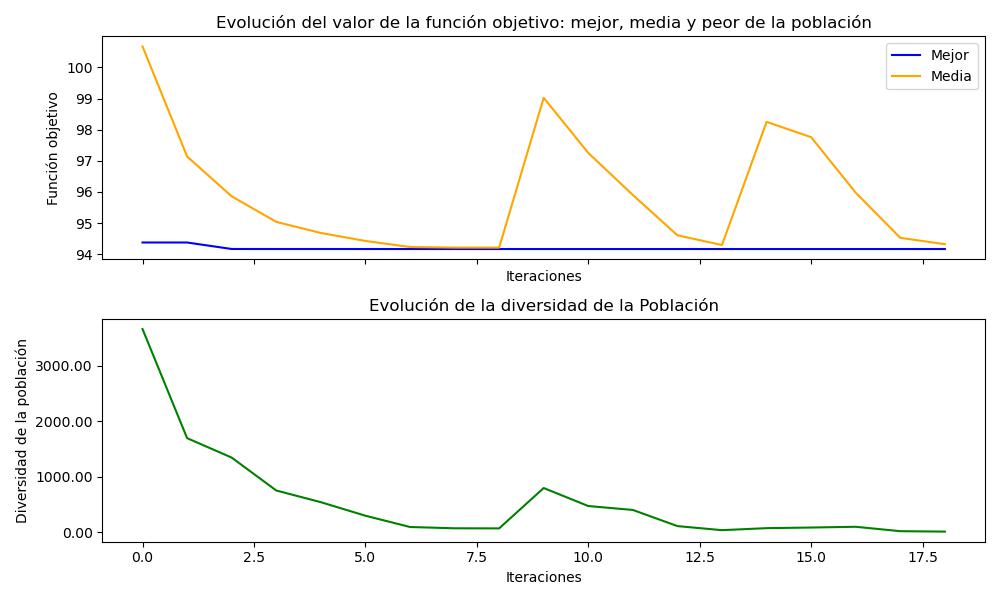 Evolución del valor de la función objetivo: mejor, media y peor de la población
Función objetivo
100
99
98
97
96
95
94
Mejor
Media
Iteraciones
Evolución de la diversidad de la Población
Diversidad de la población
3000.00
2000.00
1000.00
0.00
0.0 2.5 5.0 7.5 10.0 12.5 15.0 17.5
Iteraciones